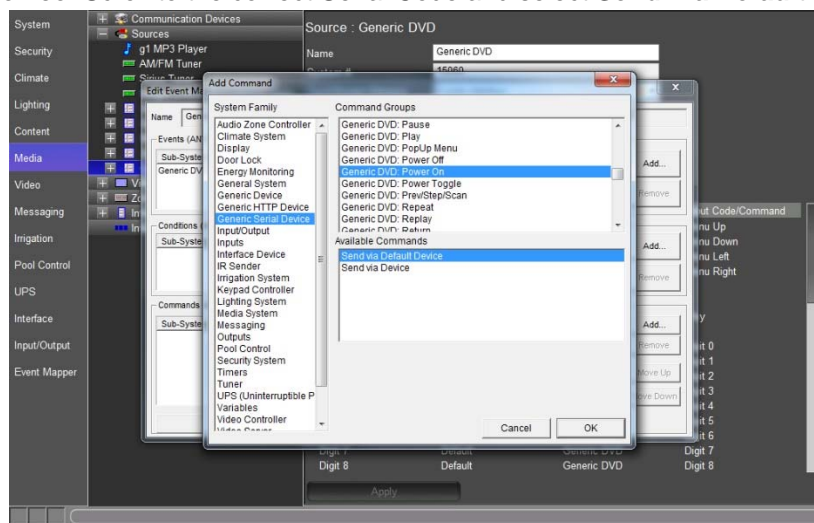 System
Security
Climate
Lighting
Content
Media
Video
Messaging
Irrigation
Pool Control
UPS
Interface
Input/Output
Event Mapper
Communication Devices
Sources
g1 MP3 Player
AM/FM Tuner
Sirius Tuner
Source : Generic DVD
Name
Generic DVD
15060
Edit Event Ma
Name
Gen
Events (AN
Sub-Syste
Generic DV
Add...
Remove
Conditions
Sub-Syste
Add...
Remove
Commands
Sub-Syste
Add...
Remove
Move Up
ove Down
Add Command
System Family
Audio Zone Controller
Climate System
Display
Door Lock
Energy Monitoring
General System
Generic Device
Generic HTTP Device
Generic Serial Device
Input/Output
Inputs
Interface Device
IR Sender
Irrigation System
Keypad Controller
Lighting System
Media System
Messaging
Outputs
Pool Control
Security System
Timers
Tuner
UPS (Uninterruptible P
Variables
Video Controller
Video Server
Command Groups
Generic DVD: Pause
Generic DVD: Play
Generic DVD: PopUp Menu
Generic DVD: Power Off
Generic DVD: Power On
Generic DVD: Power Toggle
Generic DVD: Prev/Step/Scan
Generic DVD: Repeat
Generic DVD: Replay
Generic DVD: Return
Available Commands
Send via Default Device
Send via Device
Cancel
OK
ut Code/Command
nu Up
nu Down
nu Left
nu Right
y
it 0
it 1
it 2
it 3
it 4
it 5
it 6
Digit 7 Default Generic DVD Digit 7
Digit 8 Default Generic DVD Digit 8
Apply